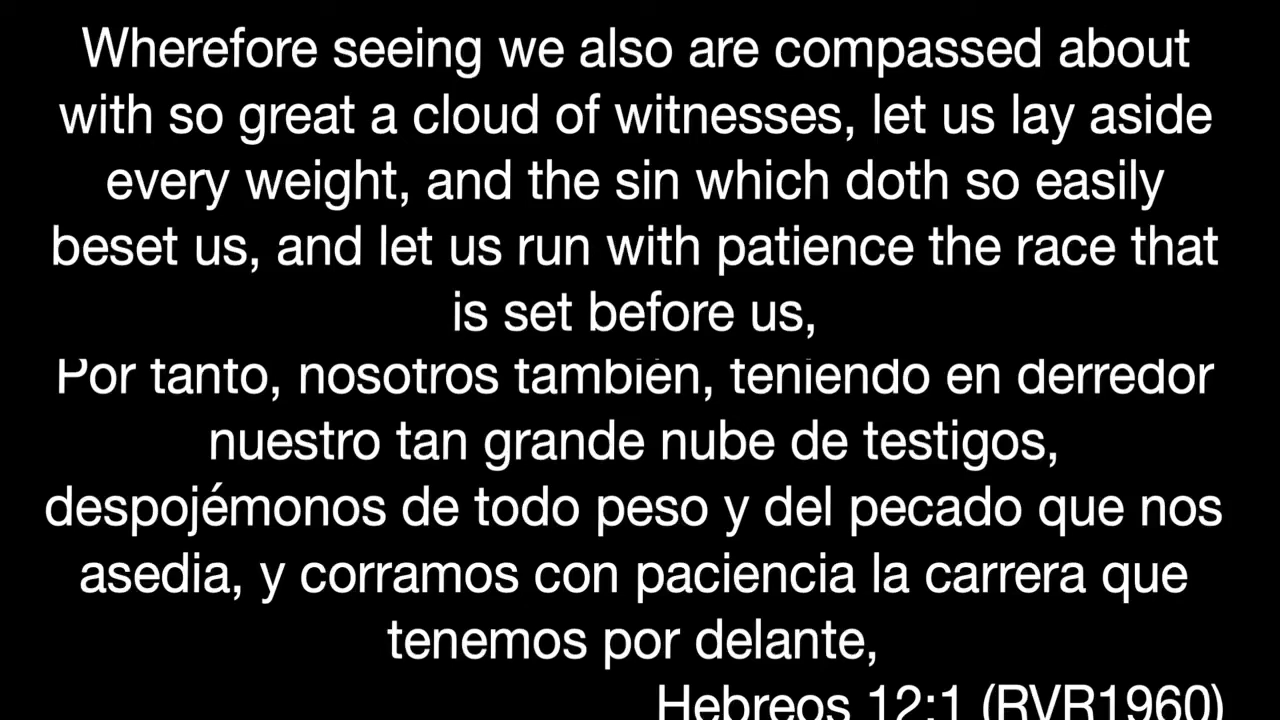 Wherefore seeing we also are compassed about
with so great a cloud of witnesses, let us lay aside
every weight, and the sin which doth so easily
beset us, and let us run with patience the race that
is set before us,
Por tanto, nosotros también, teniendo en derredor
nuestro tan grande nube de testigos,
despojémonos de todo peso y del pecado que nos
asedia, y corramos con paciencia la carrera que
tenemos por delante,
Hebreos 12:1 (RVR1960)